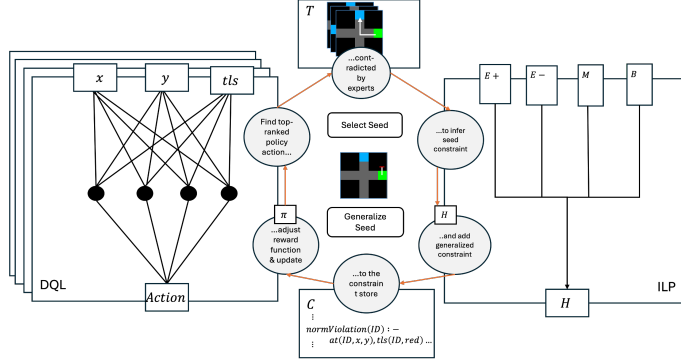 T
x
y
tls
Action
DQL
...cont-
radicted
by
experts
Find top-
ranked
policy
action...
Select Seed
...to infer
seed
constraint
Generalize
Seed
π
H
...adjust
reward
function
& update
...and add
generalized
constraint
...to the
constrain
t store
C
⋮
normViolation(ID) : −
⋮ at(ID, x, y), tls(ID, red) ...
E +
E −
M
B
H
ILP